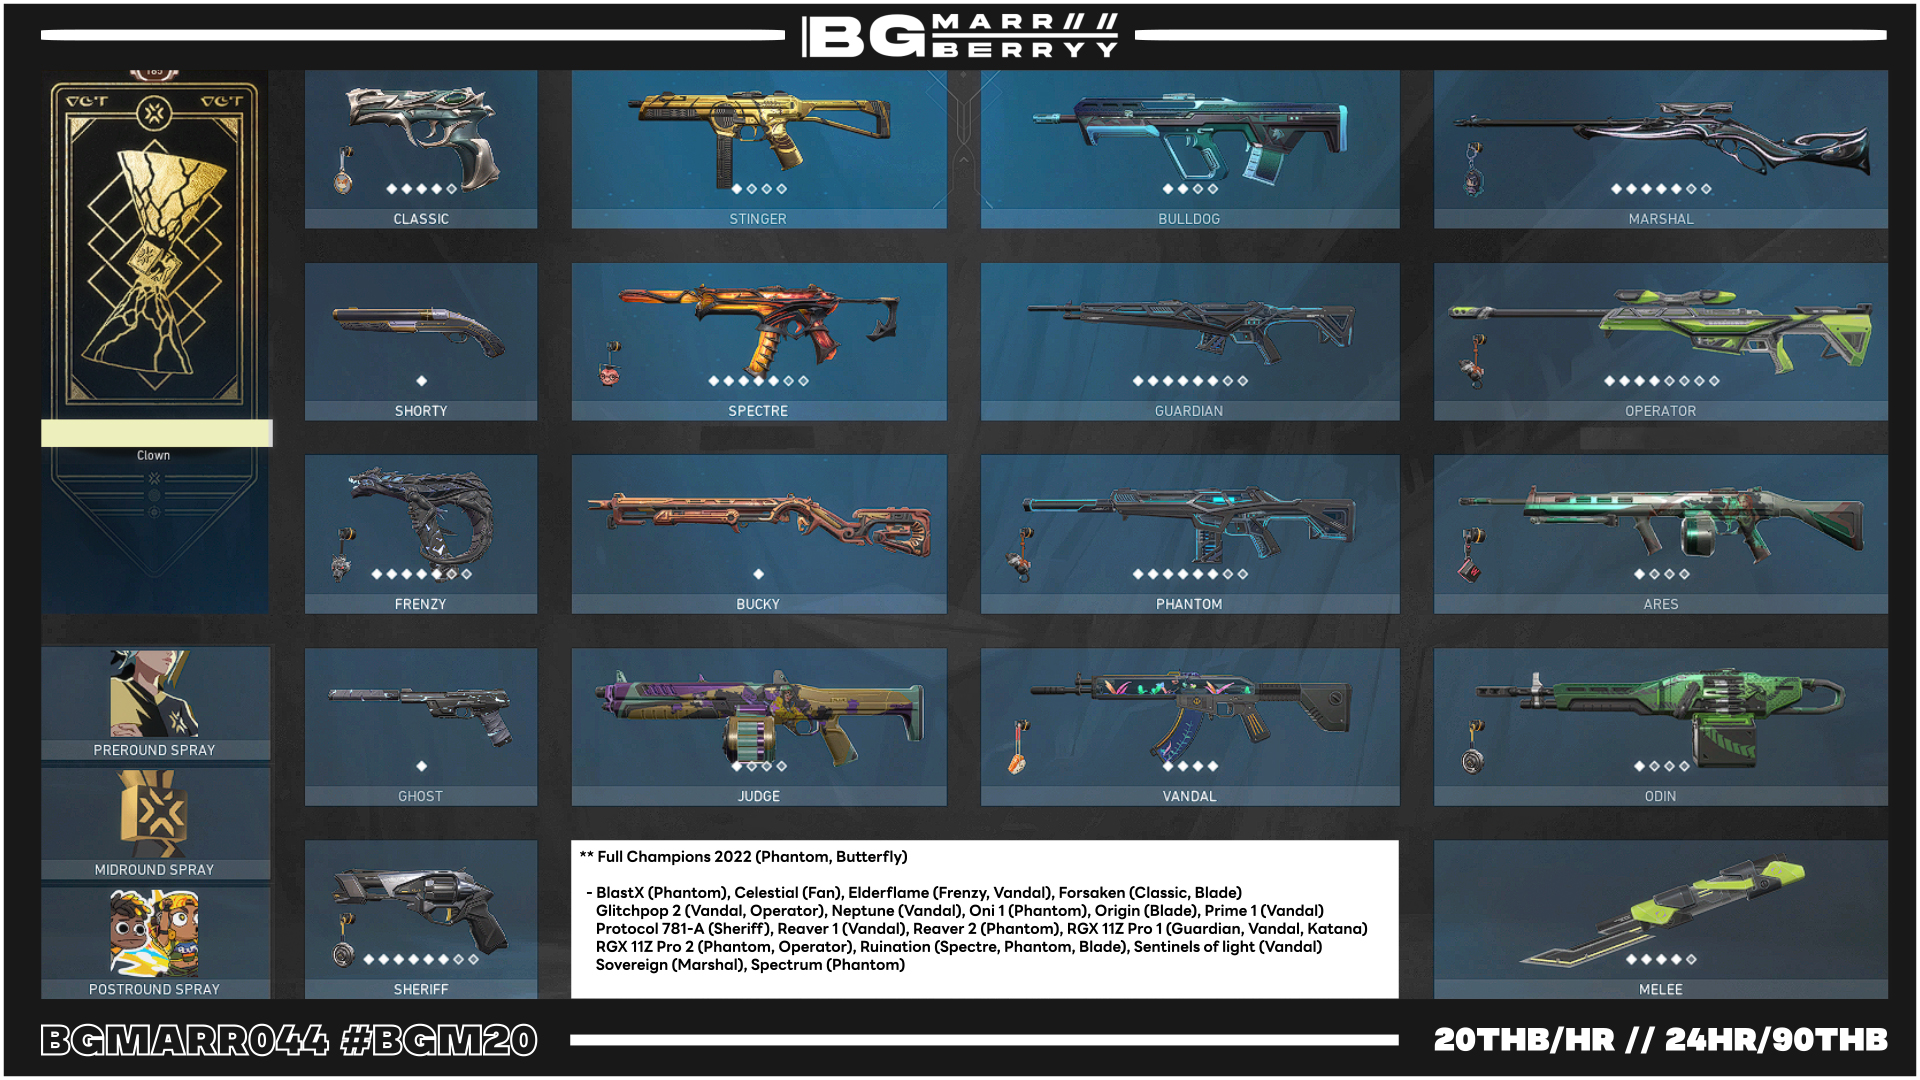 BG MARR// //
BERRYY
185
VCT VCT
Clown
PREROUND SPRAY
MIDROUND SPRAY
POSTROUND SPRAY
CLASSIC
STINGER
BULLDOG
MARSHAL
SHORTY
SPECTRE
GUARDIAN
OPERATOR
FRENZY
BUCKY
PHANTOM
ARES
GHOST
JUDGE
VANDAL
ODIN
SHERIFF
MELEE
** Full Champions 2022 (Phantom, Butterfly)
- BlastX (Phantom), Celestial (Fan), Elderflame (Frenzy, Vandal), Forsaken (Classic, Blade)
Glitchpop 2 (Vandal, Operator), Neptune (Vandal), Oni 1 (Phantom), Origin (Blade), Prime 1 (Vandal)
Protocol 781-A (Sheriff), Reaver 1 (Vandal), Reaver 2 (Phantom), RGX 11Z Pro 1 (Guardian, Vandal, Katana)
RGX 11Z Pro 2 (Phantom, Operator), Ruination (Spectre, Phantom, Blade), Sentinels of light (Vandal)
Sovereign (Marshal), Spectrum (Phantom)
BGMARR044 #BGM20
20THB/HR // 24HR/90THB